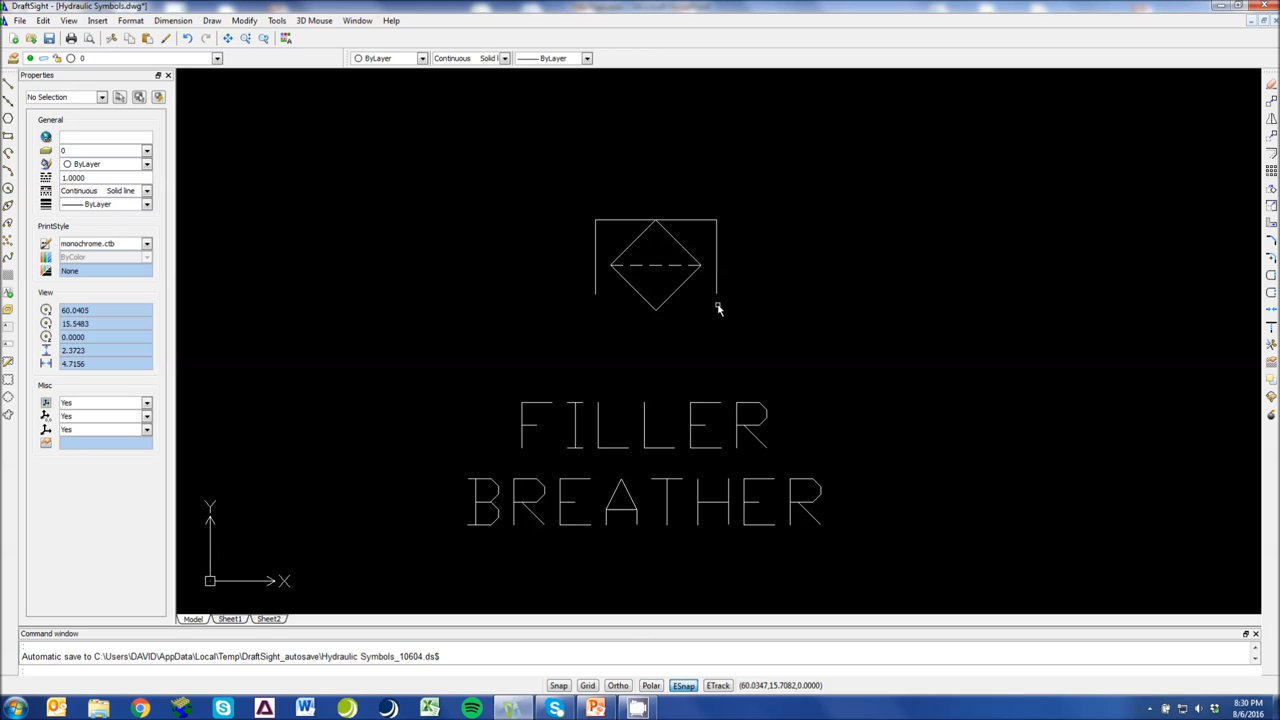 DraftSight - [Hydraulic Symbols.dwg*]
File Edit View Insert Format Dimension Draw Modify Tools 3D Mouse Window Help
0 ByLayer Continuous Solid l ByLayer
Properties
No Selection
General
0
ByLayer
1.0000
Continuous Solid line
ByLayer
PrintStyle
monochrome.ctb
ByColor
None
View
60.0405
15.5483
0.0000
2.3723
4.7156
Misc
Yes
Yes
Yes
FILLER
BREATHER
Y
X
Model Sheet1 Sheet2
Command window
:
Automatic save to C:\Users\DAVID\AppData\Local\Temp\DraftSight_autosave\Hydraulic Symbols_10604.ds$
:
Snap Grid Ortho Polar ESnap ETrack (60.0347,15.7082,0.0000)
8:30 PM
8/6/2016